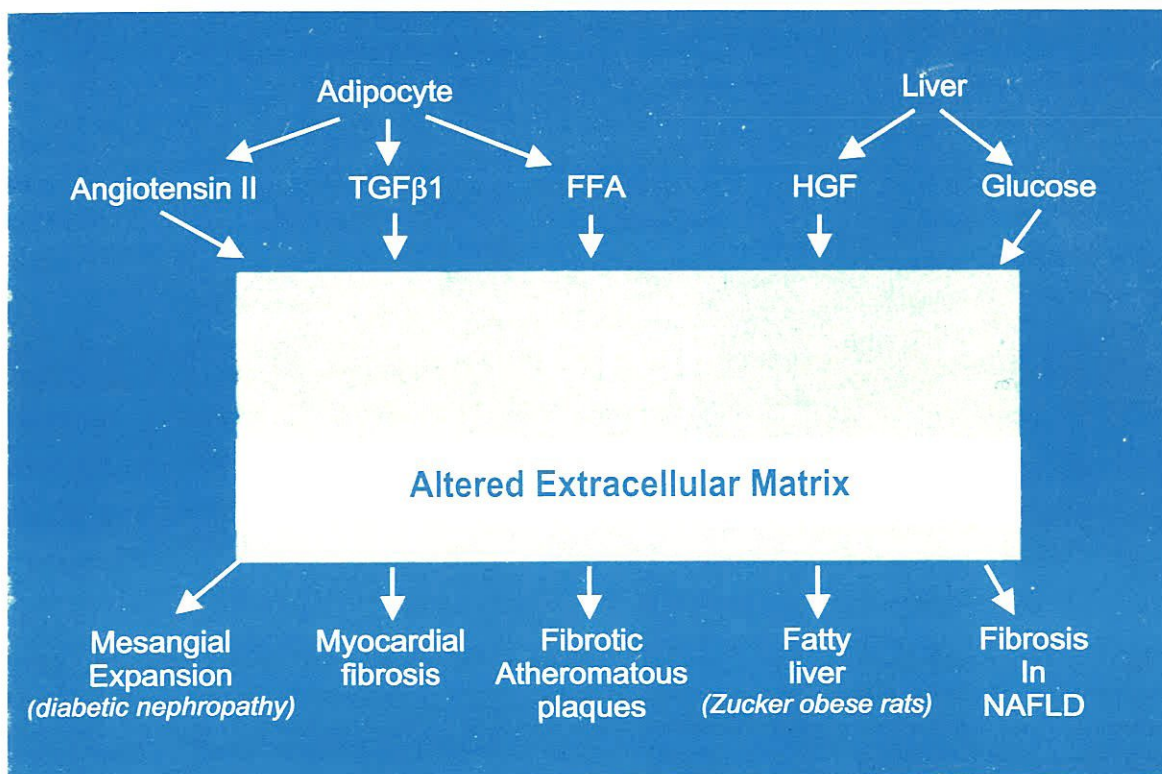 Adipocyte
Liver
Angiotensin II
TGFβ1
FFA
HGF
Glucose
Altered Extracellular Matrix
Mesangial
Expansion
(diabetic nephropathy)
Myocardial
fibrosis
Fibrotic
Atheromatous
plaques
Fatty
liver
(Zucker obese rats)
Fibrosis
In
NAFLD